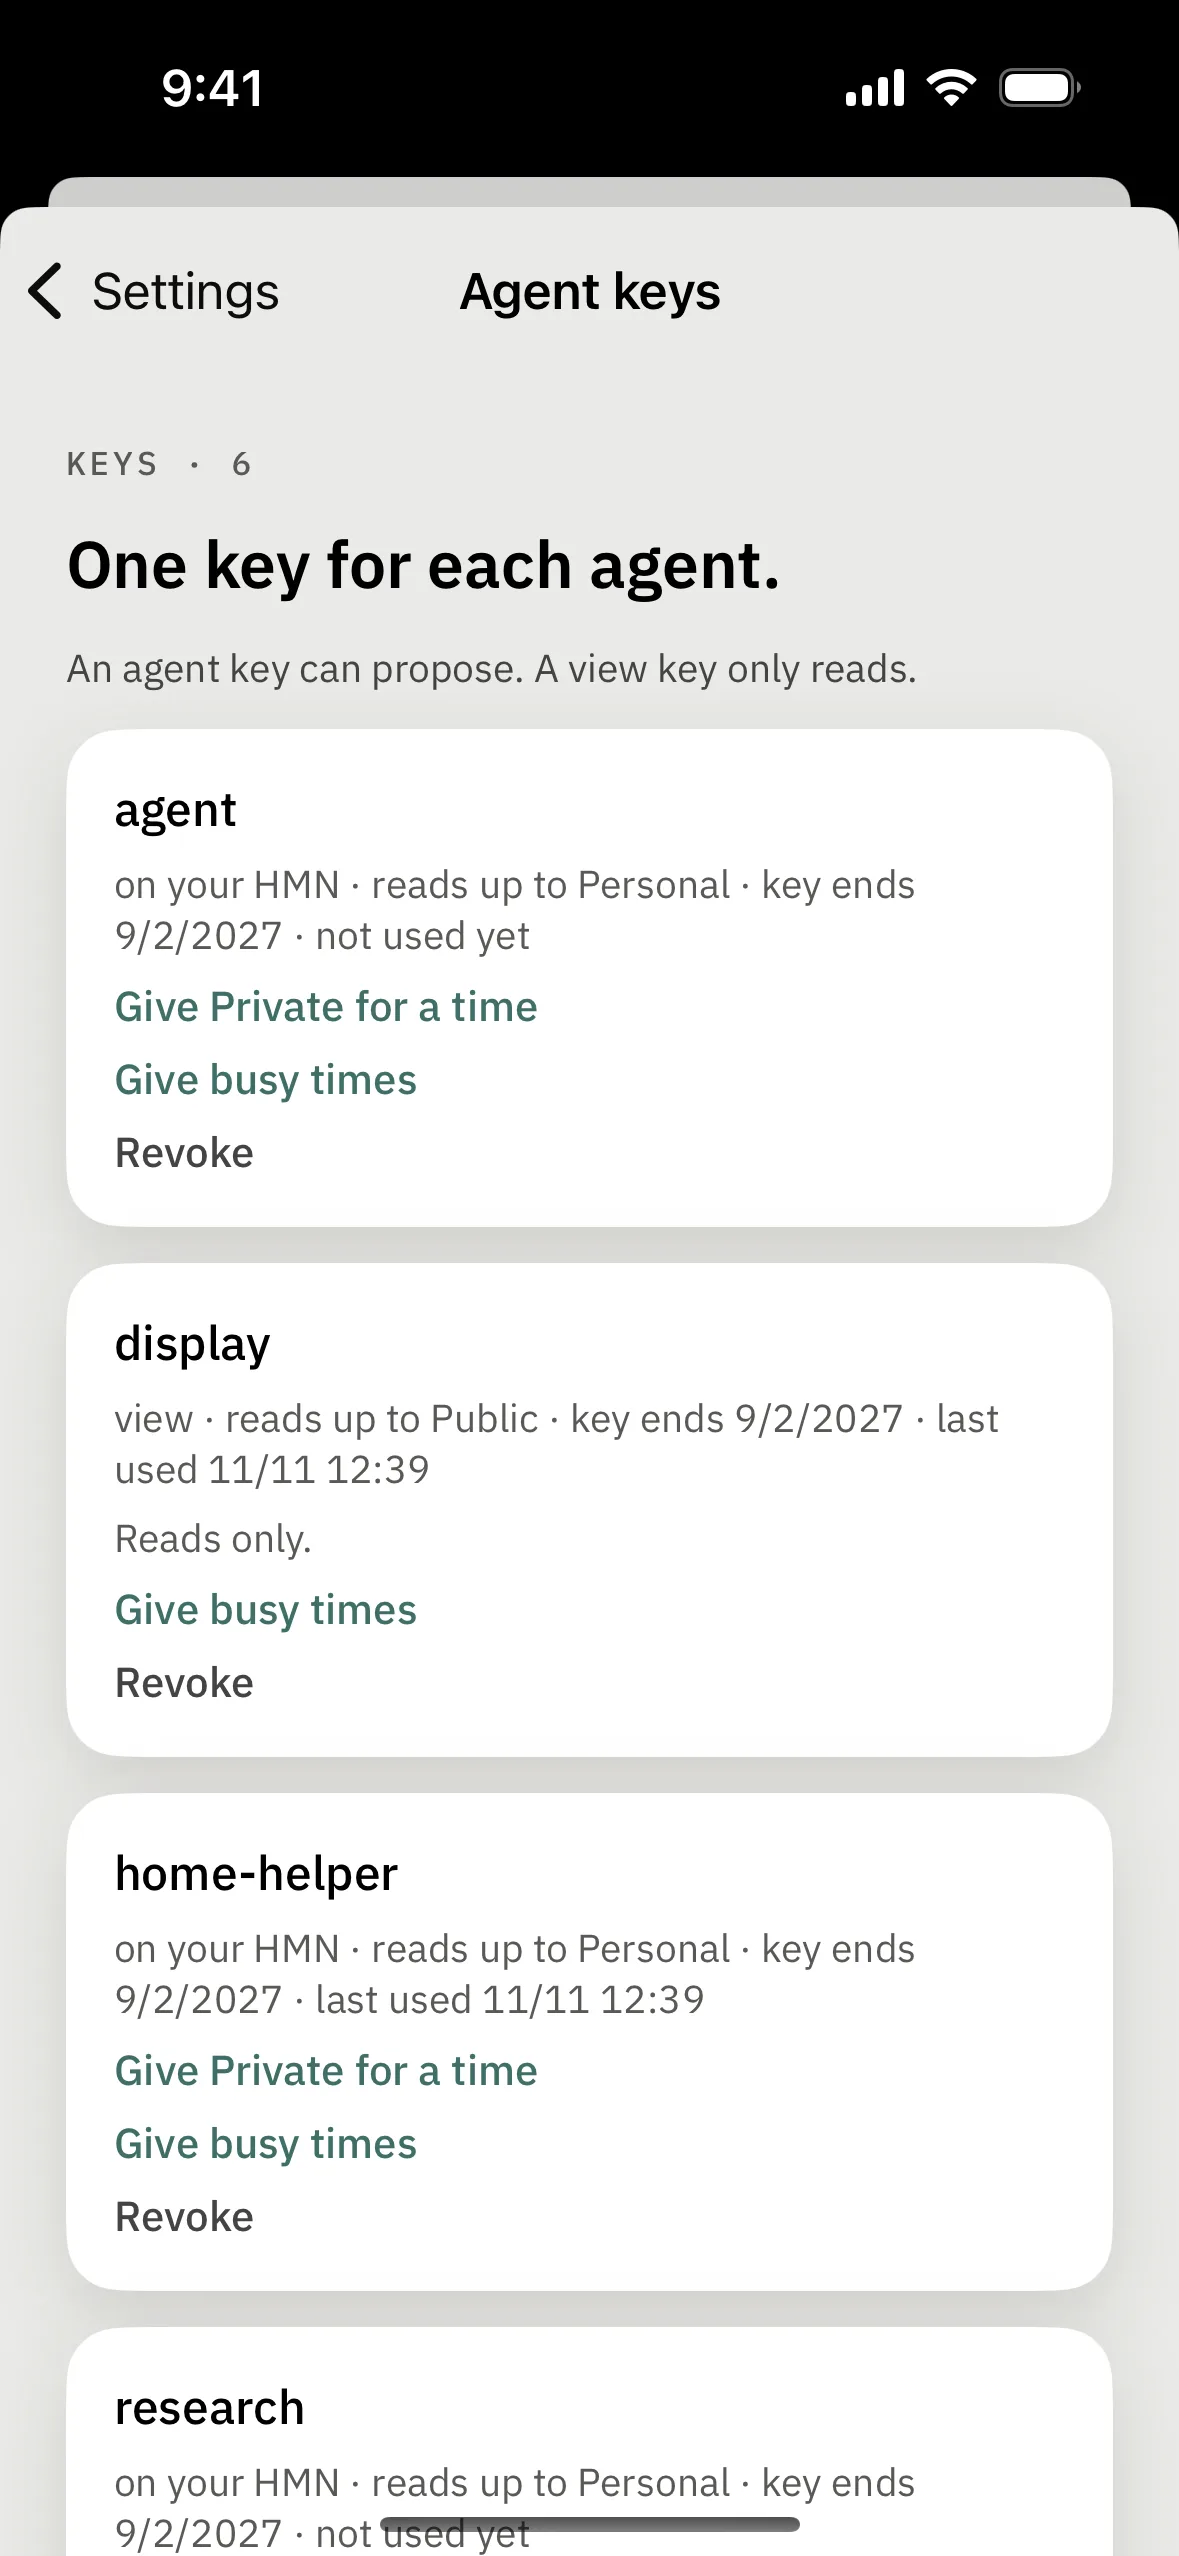 9:41
Settings
Agent keys
KEYS · 6
One key for each agent.
An agent key can propose. A view key only reads.
agent
on your HMN · reads up to Personal · key ends
9/2/2027 · not used yet
Give Private for a time
Give busy times
Revoke
display
view · reads up to Public · key ends 9/2/2027 · last
used 11/11 12:39
Reads only.
Give busy times
Revoke
home-helper
on your HMN · reads up to Personal · key ends
9/2/2027 · last used 11/11 12:39
Give Private for a time
Give busy times
Revoke
research
on your HMN · reads up to Personal · key ends
9/2/2027 · not used yet